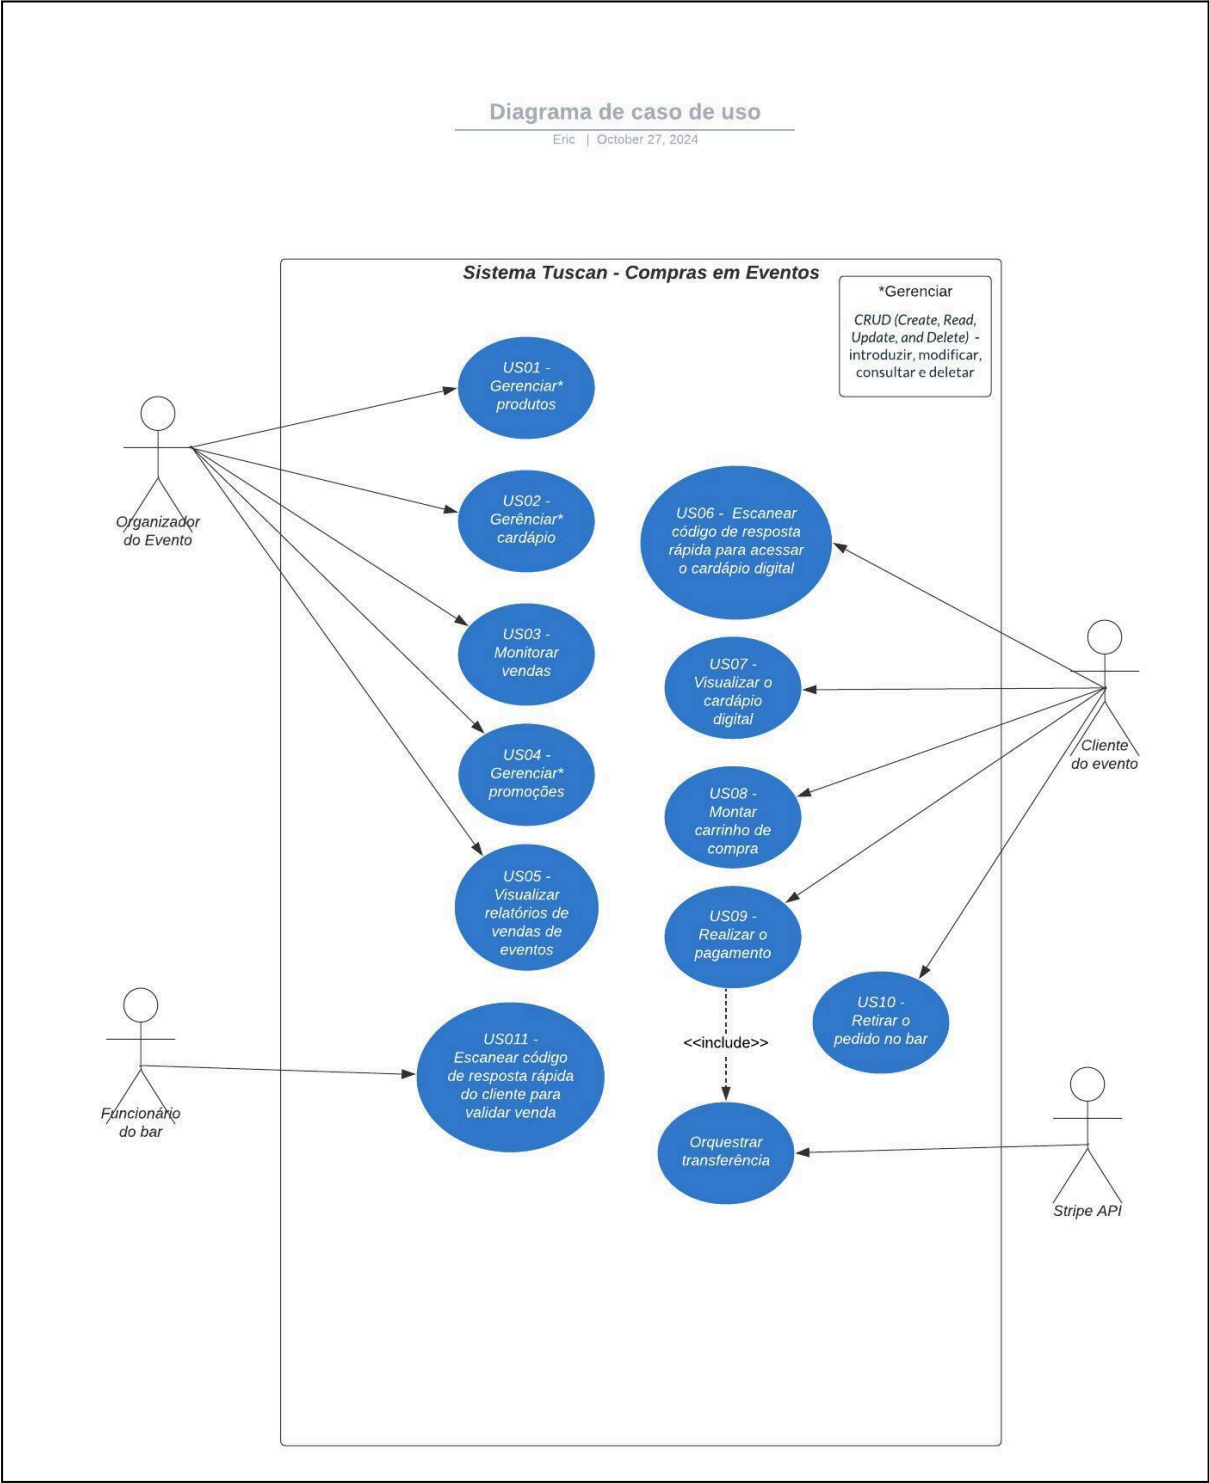 Diagrama de caso de uso
Eric | October 27, 2024
Sistema Tuscan - Compras em Eventos
*Gerenciar
CRUD (Create, Read,
Update, and Delete) -
introduzir, modificar,
consultar e deletar
US01 -
Gerenciar*
produtos
US02 -
Gerênciar*
cardápio
US03 -
Monitorar
vendas
US04 -
Gerenciar*
promoções
US05 -
Visualizar
relatórios de
vendas de
eventos
US011 -
Escanear código
de resposta rápida
do cliente para
validar venda
US06 - Escanear
código de resposta
rápida para acessar
o cardápio digital
US07 -
Visualizar o
cardápio
digital
US08 -
Montar
carrinho de
compra
US09 -
Realizar o
pagamento
US10 -
Retirar o
pedido no bar
<<include>>
Orquestrar
transferência
Organizador
do Evento
Funcionário
do bar
Cliente
do evento
Stripe API